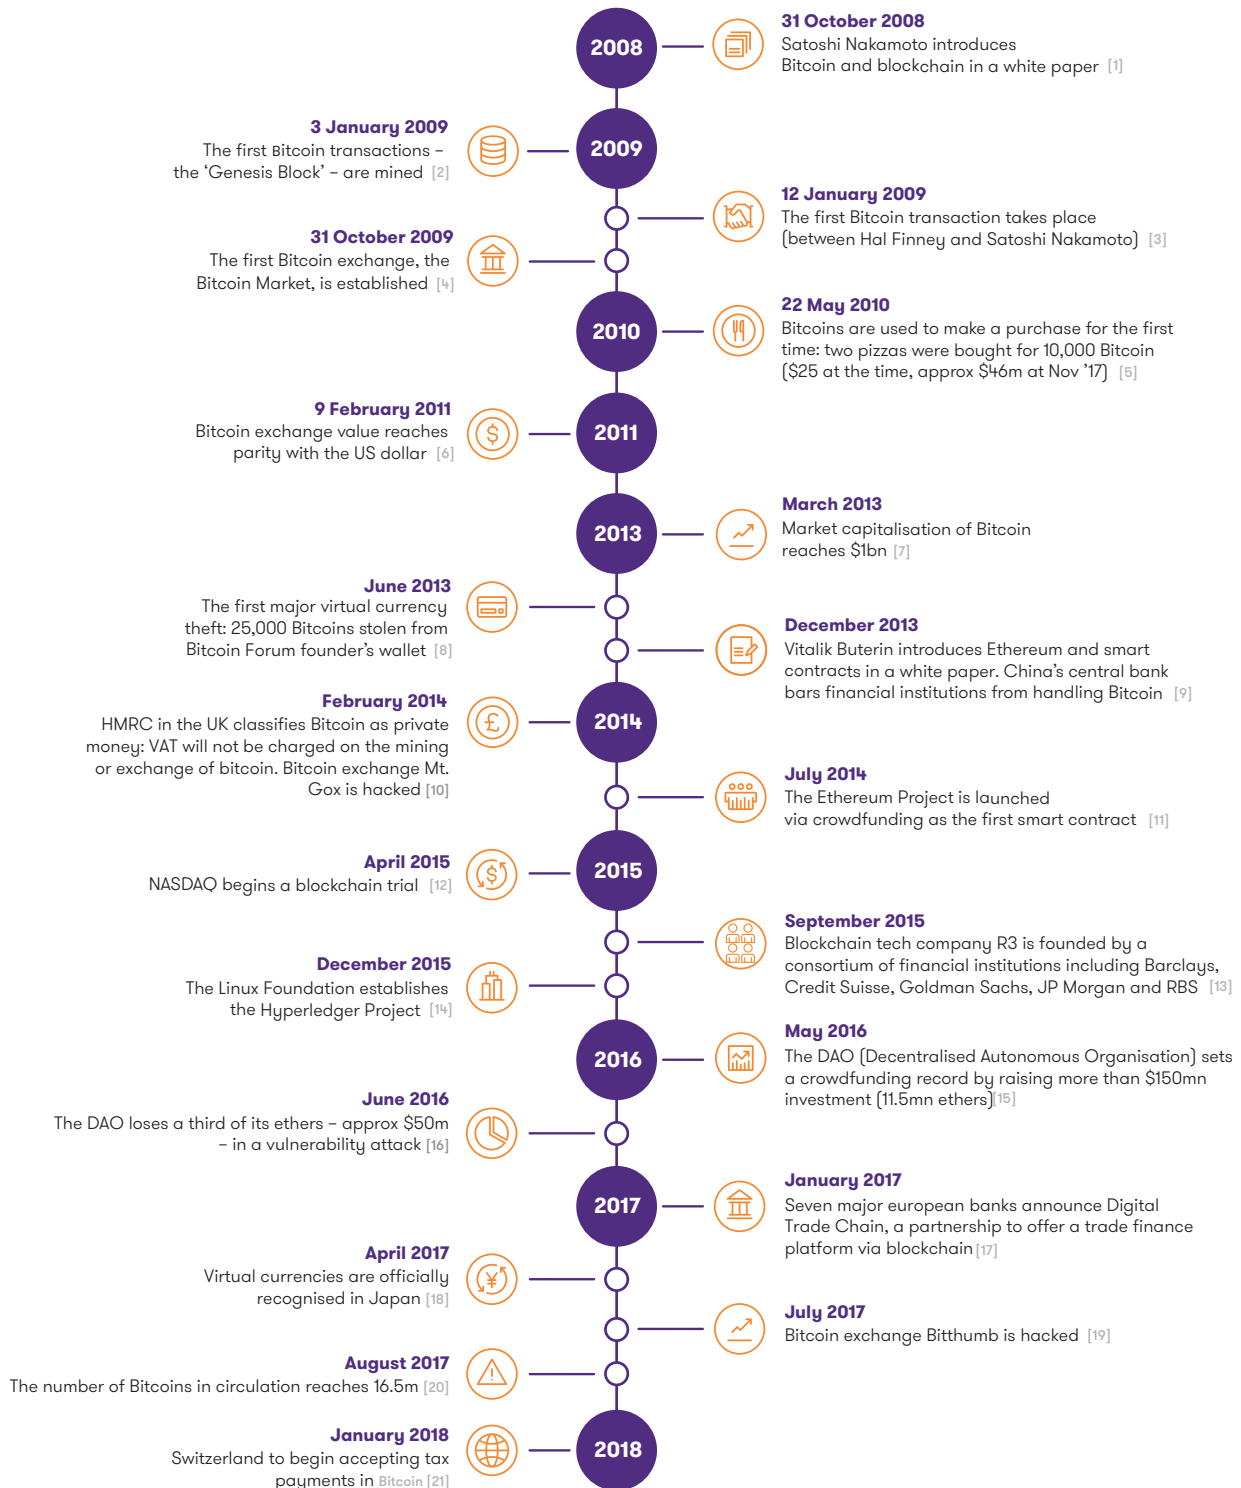 2008
31 October 2008
Satoshi Nakamoto introduces
Bitcoin and blockchain in a white paper [1]
3 January 2009
The first Bitcoin transactions –
the ‘Genesis Block’ – are mined [2]
2009
12 January 2009
The first Bitcoin transaction takes place
(between Hal Finney and Satoshi Nakamoto) [3]
31 October 2009
The first Bitcoin exchange, the
Bitcoin Market, is established [4]
2010
22 May 2010
Bitcoins are used to make a purchase for the first
time: two pizzas were bought for 10,000 Bitcoin
($25 at the time, approx $46m at Nov ’17) [5]
9 February 2011
Bitcoin exchange value reaches
parity with the US dollar [6]
2011
2013
March 2013
Market capitalisation of Bitcoin
reaches $1bn [7]
June 2013
The first major virtual currency
theft: 25,000 Bitcoins stolen from
Bitcoin Forum founder’s wallet [8]
December 2013
Vitalik Buterin introduces Ethereum and smart
contracts in a white paper. China’s central bank
bars financial institutions from handling Bitcoin [9]
February 2014
HMRC in the UK classifies Bitcoin as private
money: VAT will not be charged on the mining
or exchange of bitcoin. Bitcoin exchange Mt.
Gox is hacked [10]
2014
July 2014
The Ethereum Project is launched
via crowdfunding as the first smart contract [11]
April 2015
NASDAQ begins a blockchain trial [12]
2015
September 2015
Blockchain tech company R3 is founded by a
consortium of financial institutions including Barclays,
Credit Suisse, Goldman Sachs, JP Morgan and RBS [13]
December 2015
The Linux Foundation establishes
the Hyperledger Project [14]
2016
May 2016
The DAO (Decentralised Autonomous Organisation) sets
a crowdfunding record by raising more than $150mn
investment (11.5mn ethers)[15]
June 2016
The DAO loses a third of its ethers – approx $50m
– in a vulnerability attack [16]
2017
January 2017
Seven major european banks announce Digital
Trade Chain, a partnership to offer a trade finance
platform via blockchain [17]
April 2017
Virtual currencies are officially
recognised in Japan [18]
July 2017
Bitcoin exchange Bitthumb is hacked [19]
August 2017
The number of Bitcoins in circulation reaches 16.5m [20]
January 2018
Switzerland to begin accepting tax
payments in Bitcoin [21]
2018